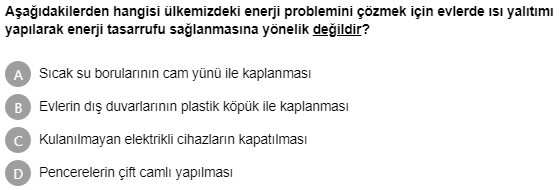 Aşağıdakilerden hangisi ülkemizdeki enerji problemini çözmek için evlerde ısı yalıtımı
yapılarak enerji tasarrufu sağlanmasına yönelik değildir?
A Sıcak su borularının cam yünü ile kaplanması
B Evlerin dış duvarlarının plastik köpük ile kaplanması
C Kulanılmayan elektrikli cihazların kapatılması
D Pencerelerin çift camlı yapılması